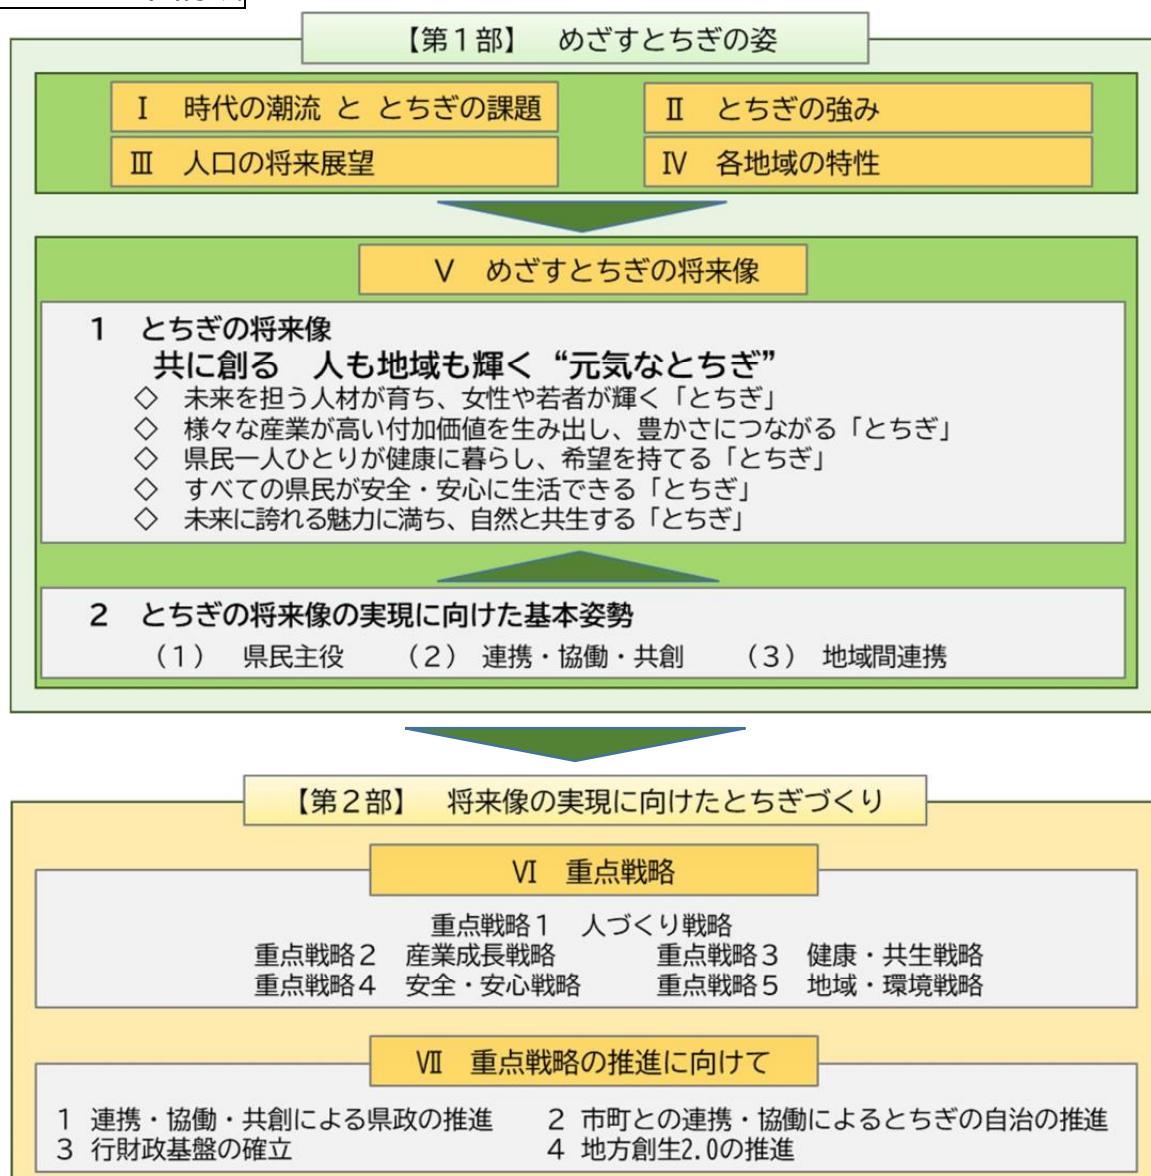 【第1部】 めざすとちぎの姿
Ⅰ 時代の潮流 と とちぎの課題
Ⅱ とちぎの強み
Ⅲ 人口の将来展望
Ⅳ 各地域の特性
Ⅴ めざすとちぎの将来像
1 とちぎの将来像
共に創る 人も地域も輝く “元気なとちぎ”
◇ 未来を担う人材が育ち、女性や若者が輝く「とちぎ」
◇ 様々な産業が高い付加価値を生み出し、豊かさにつながる「とちぎ」
◇ 県民一人ひとりが健康に暮らし、希望を持てる「とちぎ」
◇ すべての県民が安全・安心に生活できる「とちぎ」
◇ 未来に誇れる魅力に満ち、自然と共生する「とちぎ」
2 とちぎの将来像の実現に向けた基本姿勢
(1) 県民主役 (2) 連携・協働・共創 (3) 地域間連携
【第2部】 将来像の実現に向けたとちぎづくり
Ⅵ 重点戦略
重点戦略1 人づくり戦略
重点戦略2 産業成長戦略 重点戦略3 健康・共生戦略
重点戦略4 安全・安心戦略 重点戦略5 地域・環境戦略
Ⅶ 重点戦略の推進に向けて
1 連携・協働・共創による県政の推進 2 市町との連携・協働によるとちぎの自治の推進
3 行財政基盤の確立 4 地方創生2.0の推進